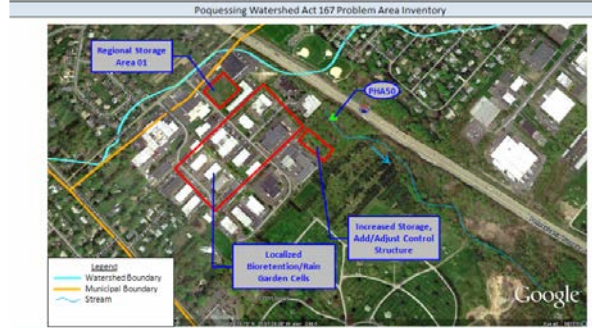 Poquessing Watershed Act 167 Problem Area Inventory
Regional Storage
Area 01
PHA50
Increased Storage,
Add/Adjust Control
Structure
Localized
Bioretention/Rain
Garden Cells
Legend
Watershed Boundary
Municipal Boundary
Stream
Google